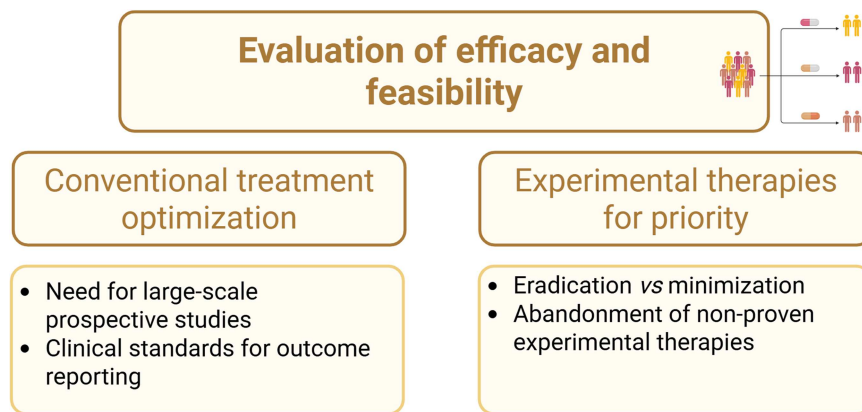 Evaluation of efficacy and
feasibility
Conventional treatment
optimization
• Need for large-scale
prospective studies
• Clinical standards for outcome
reporting
Experimental therapies
for priority
• Eradication vs minimization
• Abandonment of non-proven
experimental therapies